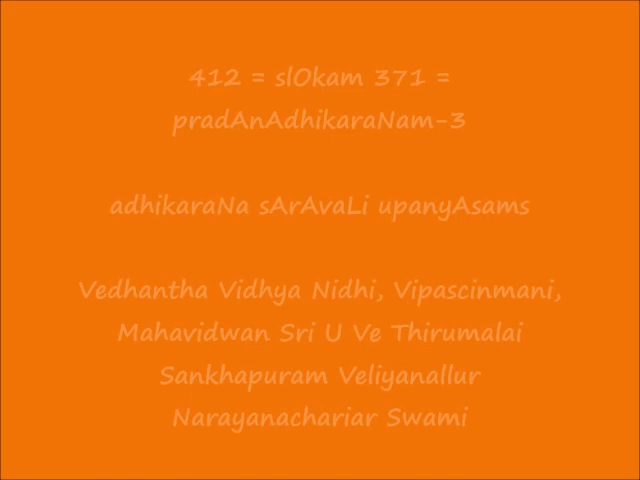 412 = slOkam 371 =
pradAnAdhikaraNam-3
adhikaraNa sArAvaLi upanyAsams
Vedhantha Vidhya Nidhi, Vipascinmani,
Mahavidwan Sri U Ve Thirumalai
Sankhapuram Veliyanallur
Narayanachariar Swami